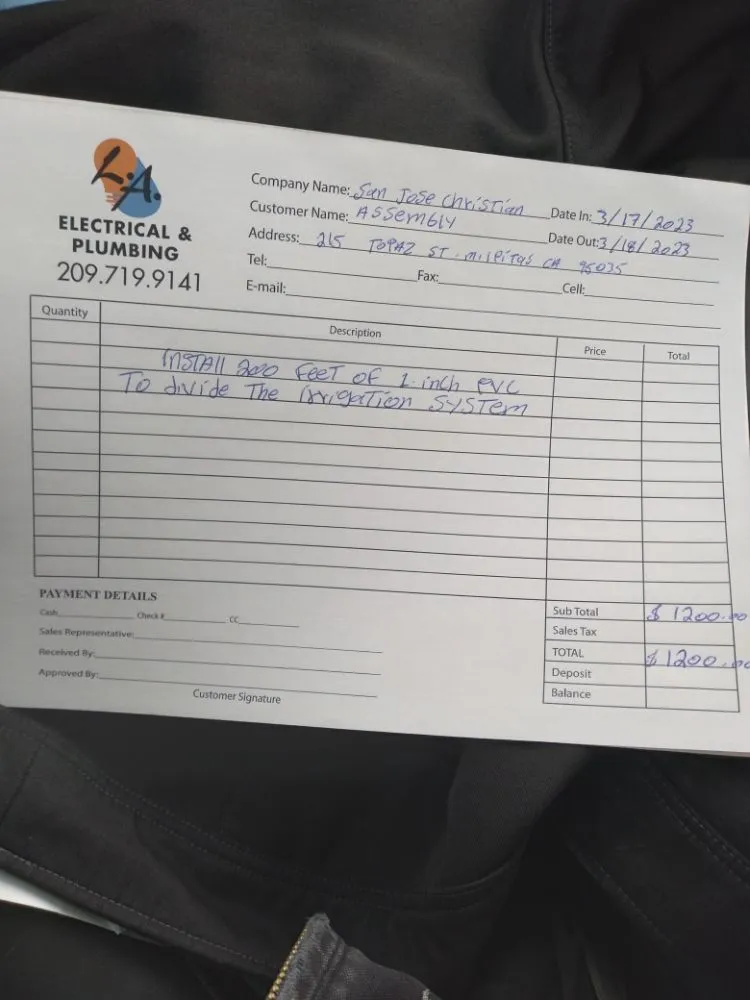 L.A.
ELECTRICAL &
PLUMBING
209.719.9141
Company Name: San Jose Christian Date In: 3/17/2023
Customer Name: ASSembly Date Out: 3/18/2023
Address: 215 TOPAZ ST. milpitas CA 95035
Tel: Fax: Cell:
E-mail:
Quantity Description Price Total
INSTAll 200 FeeT OF 1 inch PVC
To divide The irrigation SYSTem
PAYMENT DETAILS
Cash Check # CC
Sales Representative:
Received By:
Approved By:
Customer Signature
Sub Total $ 1200.00
Sales Tax
TOTAL $ 1200.00
Deposit
Balance